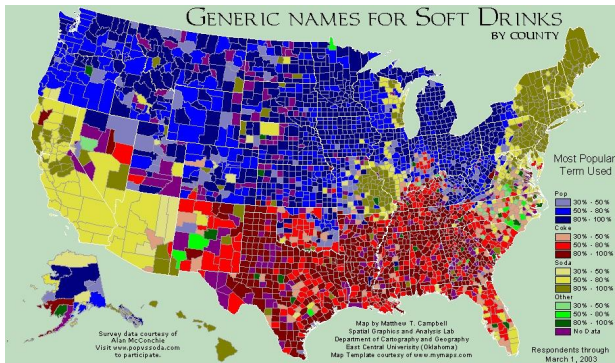 GENERIC NAMES FOR SOFT DRINKS
BY COUNTY
Most Popular
Term Used
Pop
30% - 50%
50% - 80%
80% - 100%
Coke
30% - 50%
50% - 80%
80% - 100%
Soda
30% - 50%
50% - 80%
80% - 100%
Other
30% - 50%
50% - 80%
80% - 100%
No Data
Survey data courtesy of
Alan McConchie
Visit www.popvssoda.com
to participate.
Map by Matthew T. Campbell
Spatial Graphics and Analysis Lab
Department of Cartography and Geography
East Central University (Oklahoma)
Map Template courtesy of www.mymaps.com
Respondents through
March 1, 2003